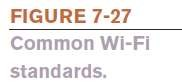 FIGURE 7-27
Common Wi-Fi
standards.